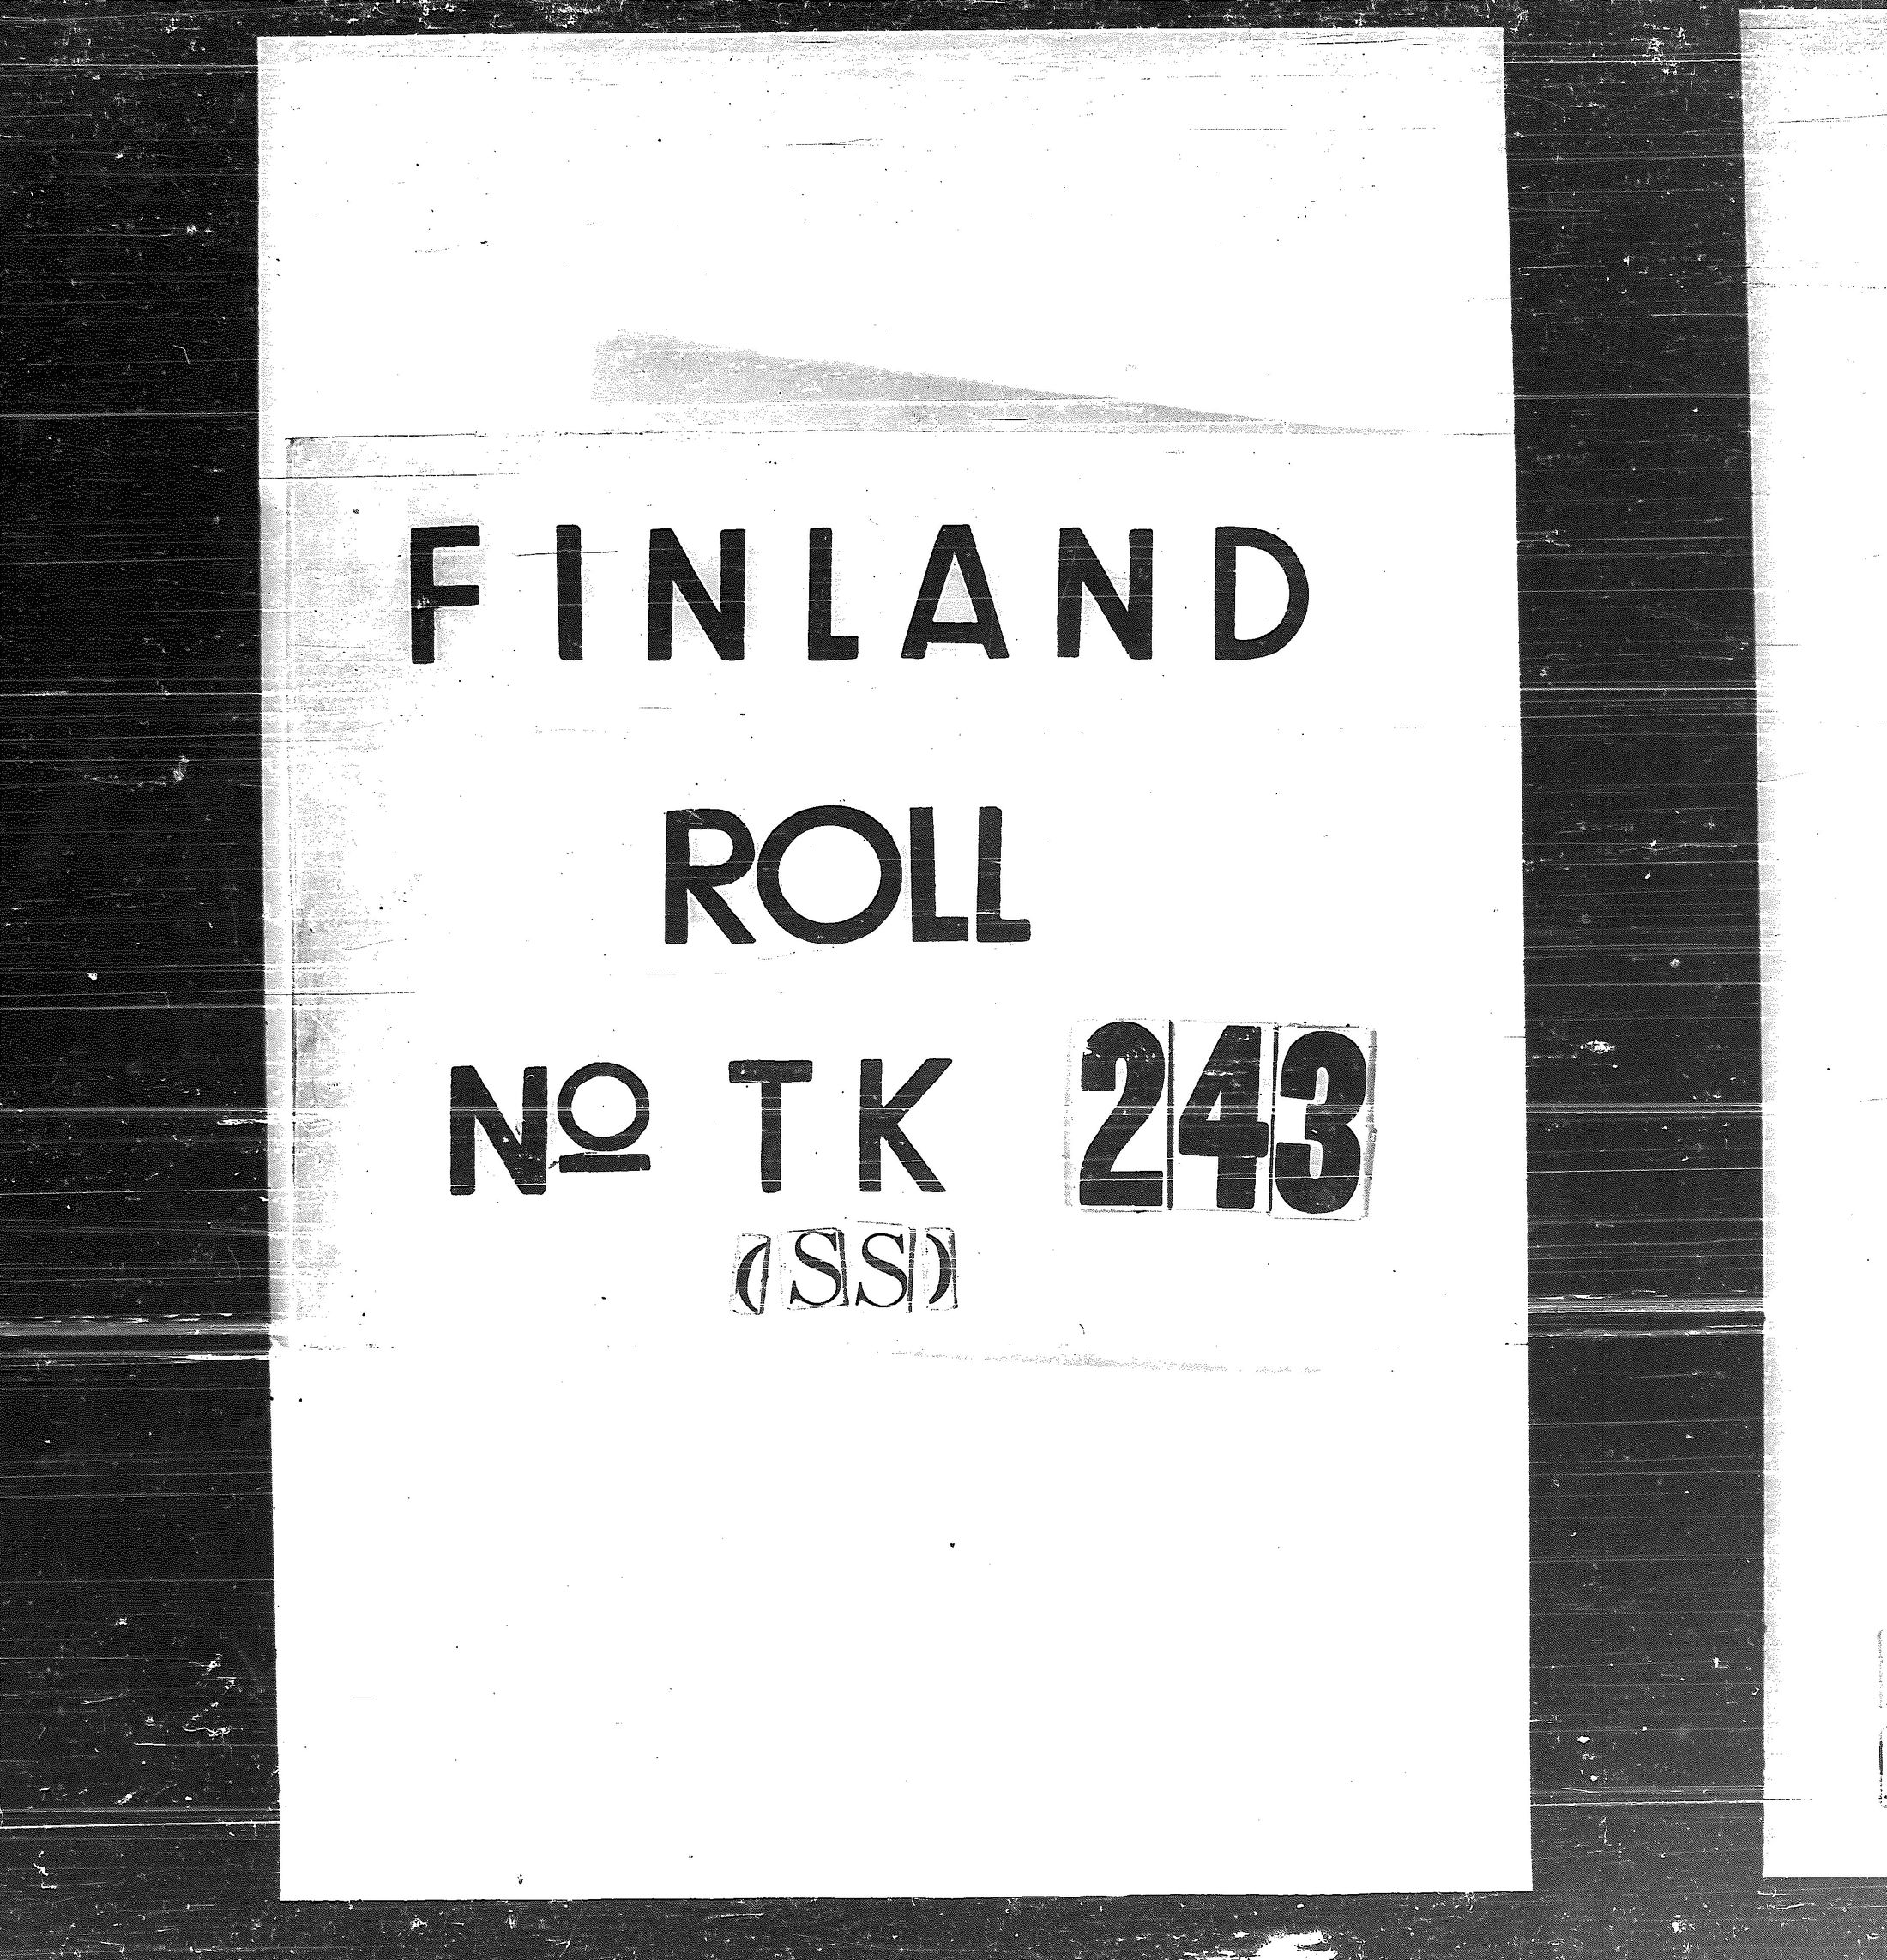 FINLAND
ROLL
Nº TK 243
(SS)